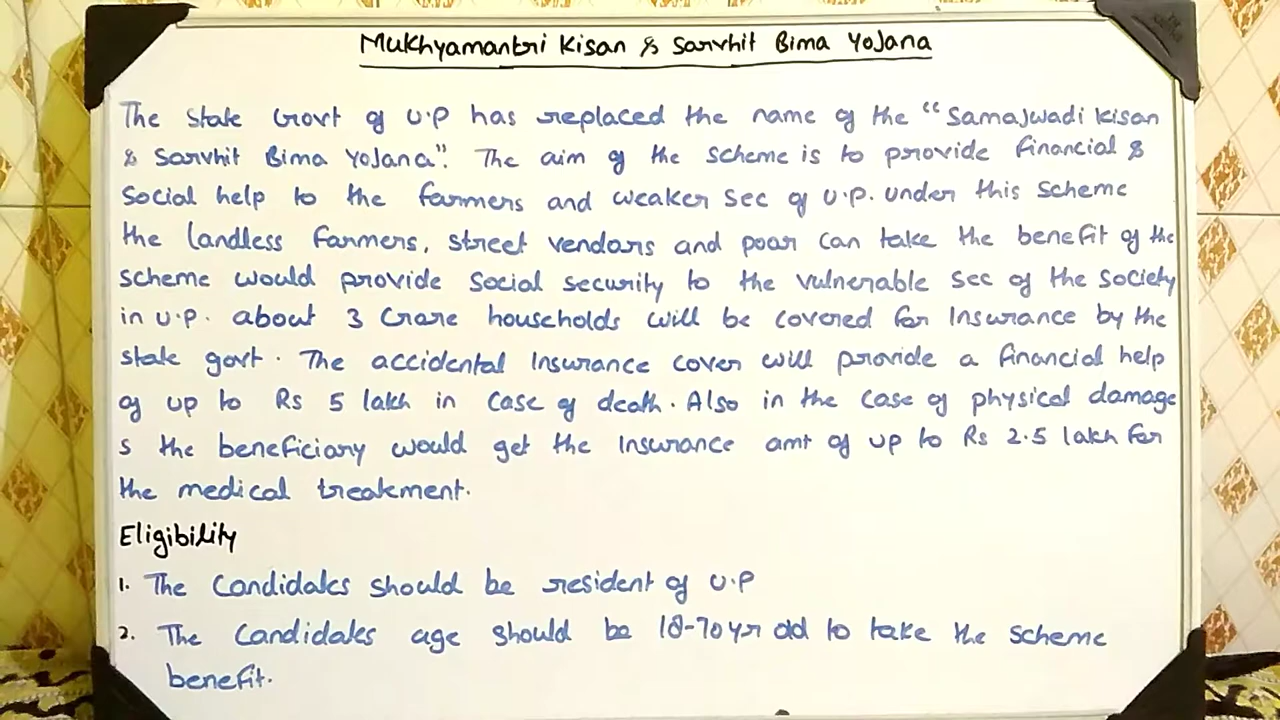 Mukhyamantri Kisan & Sarvhit Bima Yojana
The State Govt of U.P has replaced the name of the "Samajwadi Kisan
& Sarvhit Bima Yojana". The aim of the scheme is to provide financial &
Social help to the farmers and weaker sec of U.P. under this scheme
the landless farmers, street vendors and poor can take the benefit of the
scheme would provide social security to the vulnerable sec of the society
in U.P. about 3 Crore households will be covered for Insurance by the
state govt. The accidental Insurance cover will provide a financial help
of up to Rs 5 lakh in case of death. Also in the case of physical damage
s the beneficiary would get the Insurance amt of up to Rs 2.5 lakh for
the medical treatment.
Eligibility
1. The Candidates should be resident of U.P
2. The Candidates age should be 18-70 yr old to take the scheme
benefit.